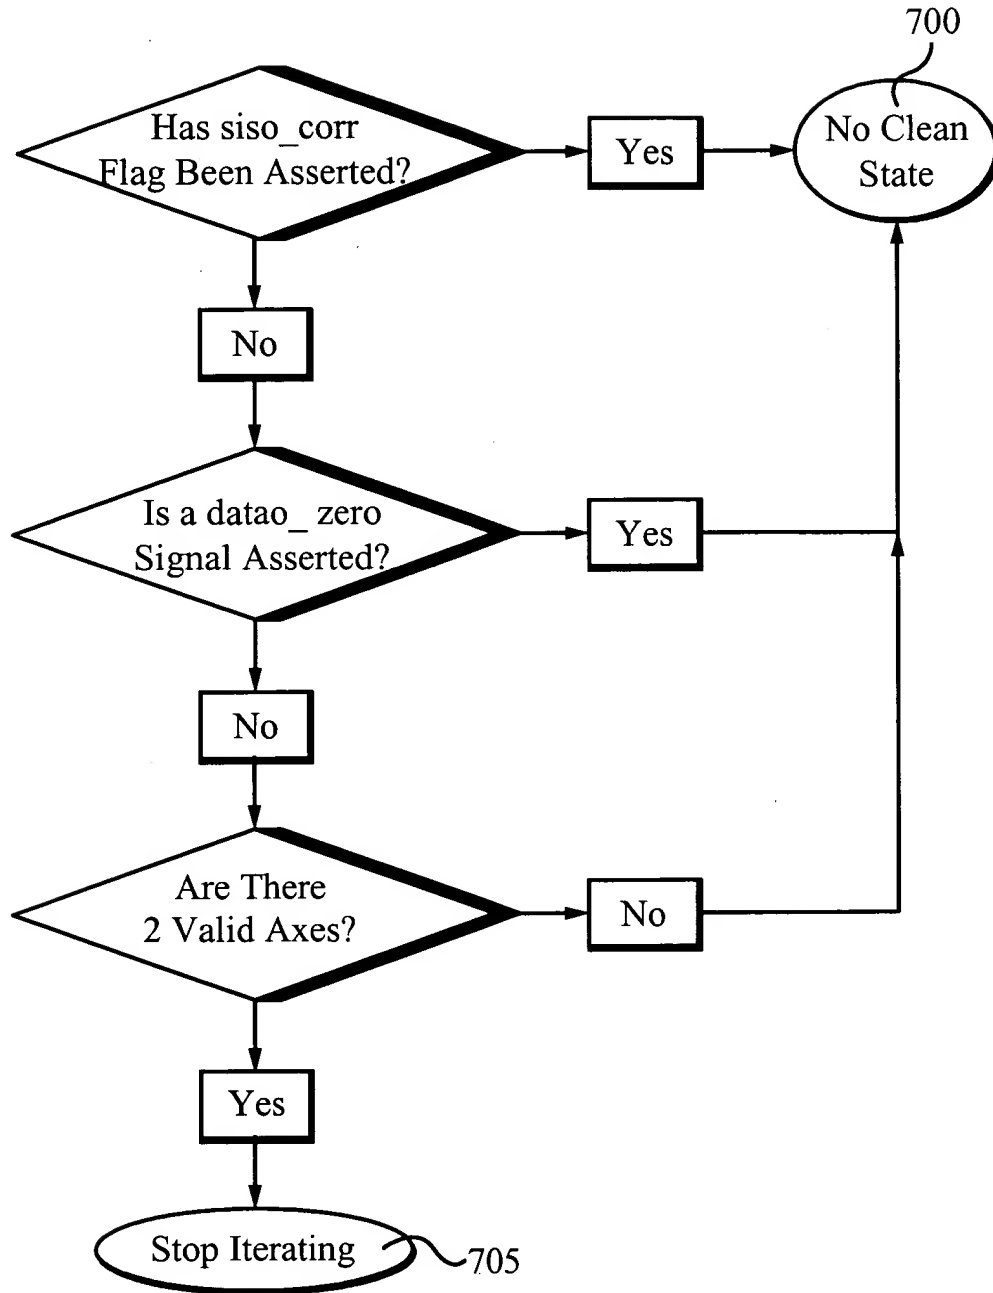 700
Has siso_corr
Flag Been Asserted?
Yes
No Clean
State
No
Is a datao_ zero
Signal Asserted?
Yes
No
Are There
2 Valid Axes?
No
Yes
Stop Iterating
705